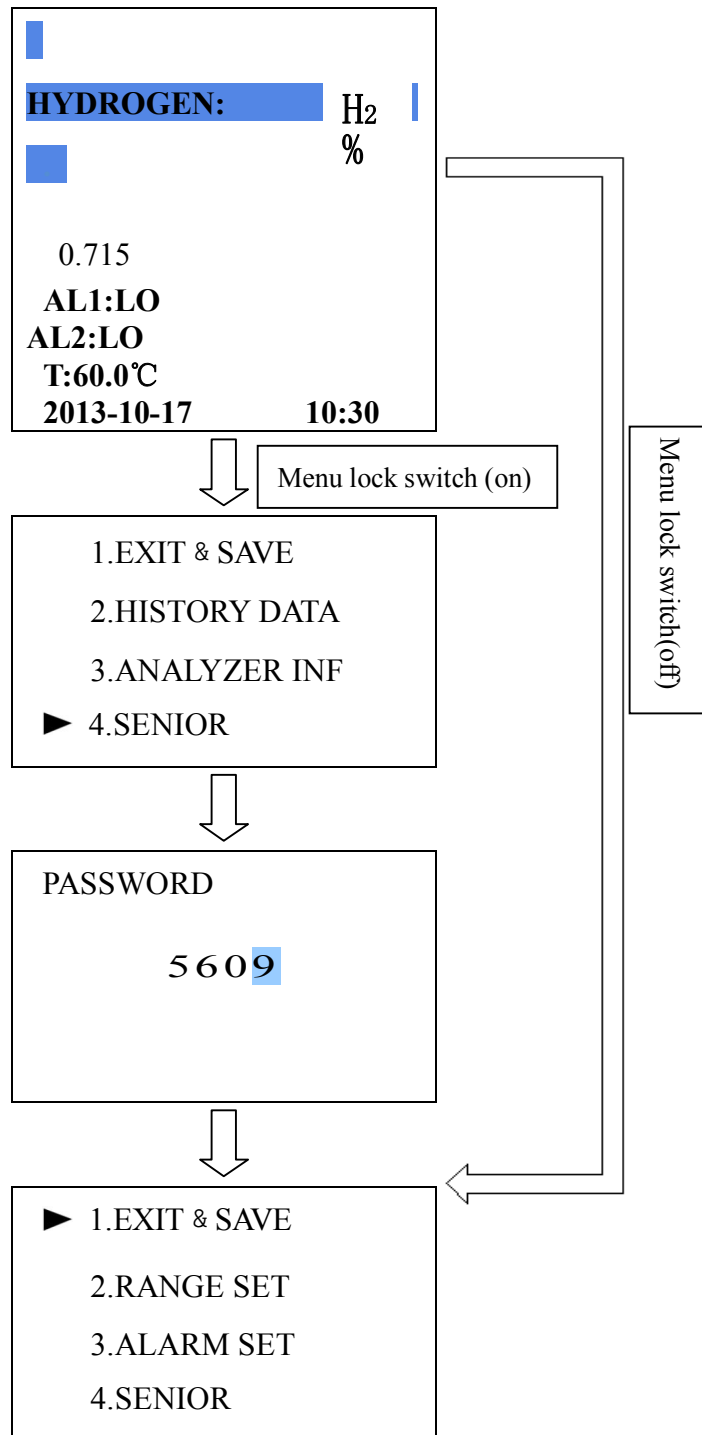 HYDROGEN: H2
%
0.715
AL1:LO
AL2:LO
T:60.0℃
2013-10-17 10:30
Menu lock switch (on)
Menu lock switch(off)
1.EXIT & SAVE
2.HISTORY DATA
3.ANALYZER INF
► 4.SENIOR
PASSWORD
5609
► 1.EXIT & SAVE
2.RANGE SET
3.ALARM SET
4.SENIOR